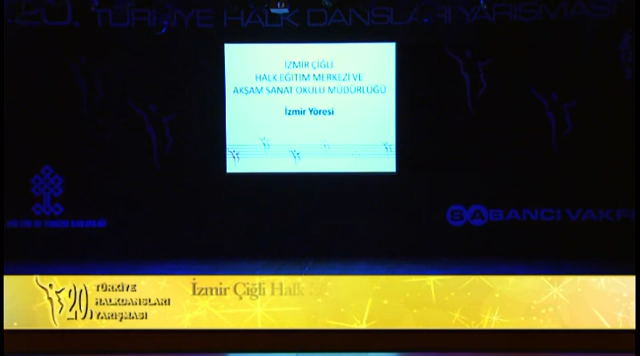 20. TÜRKİYE HALK DANSLARI YARIŞMASI
İZMİR ÇİĞLİ
HALK EĞİTİM MERKEZİ VE
AKŞAM SANAT OKULU MÜDÜRLÜĞÜ
İzmir Yöresi
SABANCI VAKFI
20.
TÜRKİYE
HALKDANSLARI
YARIŞMASI
İzmir Çiğli Halk